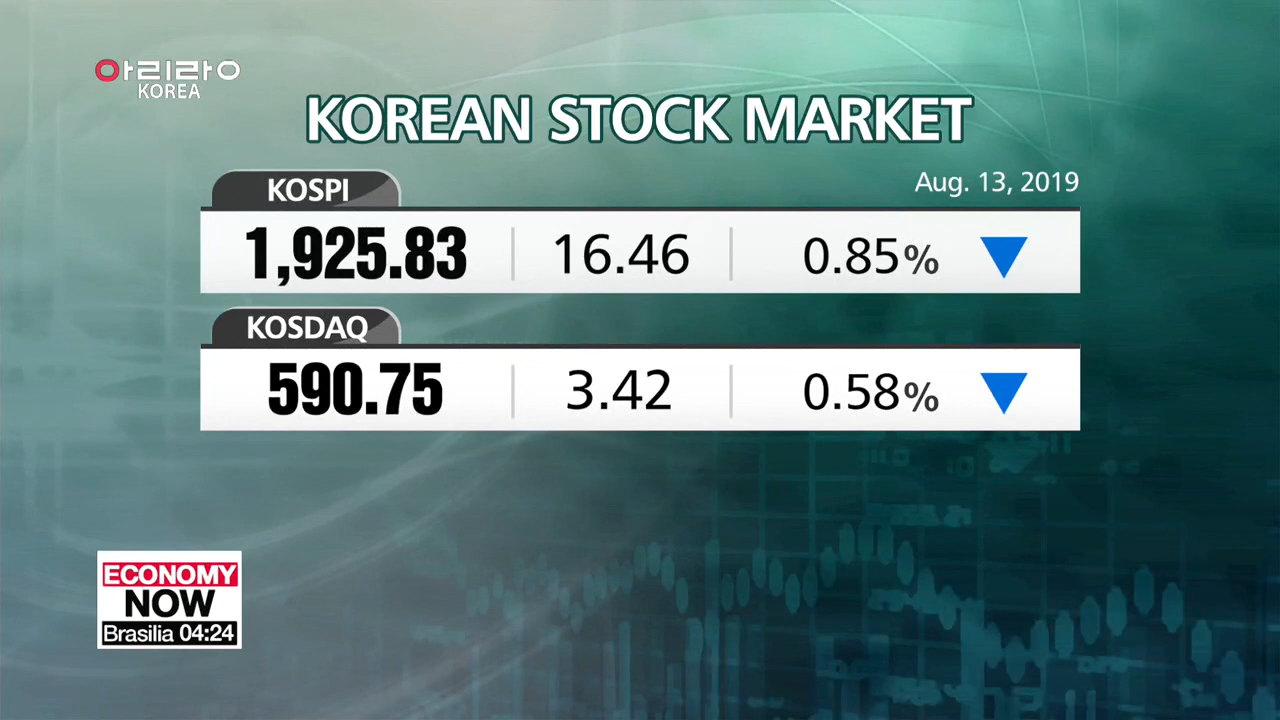 아리랑
KOREA
KOREAN STOCK MARKET
Aug. 13, 2019
KOSPI
1,925.83 16.46 0.85% ▼
KOSDAQ
590.75 3.42 0.58% ▼
ECONOMY
NOW
Brasilia 04:24